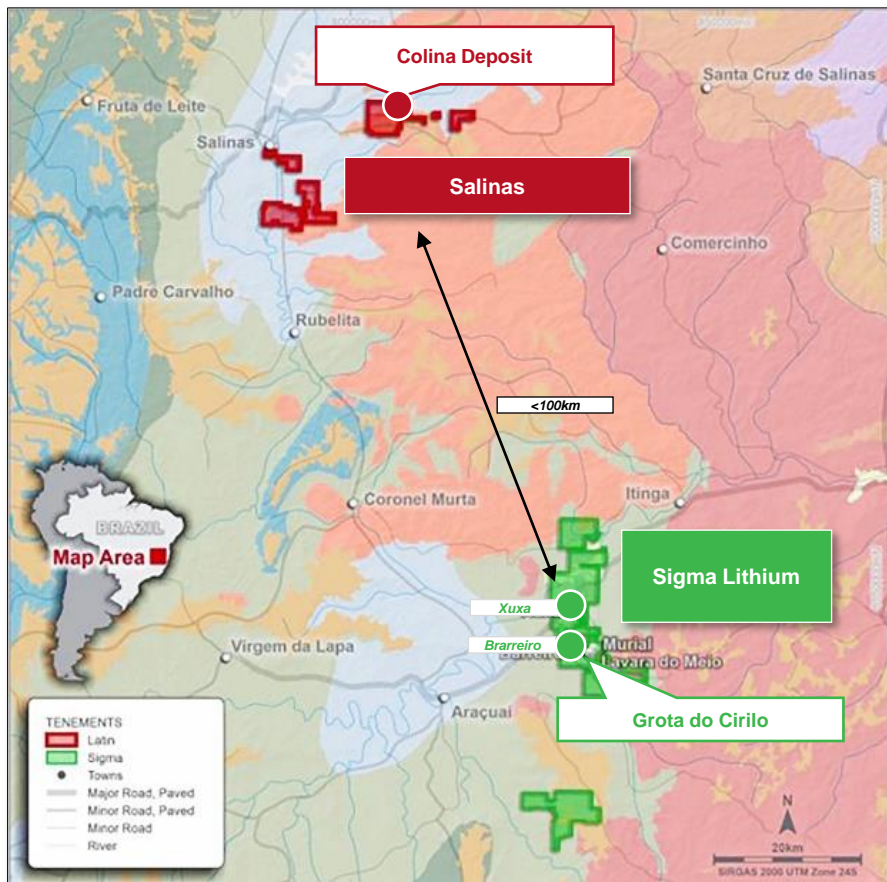 Colina Deposit
Santa Cruz de Salinas
Fruta de Leite
Salinas
Salinas
Comercinho
Padre Carvalho
Rubelita
<100km
Coronel Murta
Itinga
BRAZIL
Map Area
Sigma Lithium
Xuxa
Brarreiro
Murial
Lavara do Meio
Virgem da Lapa
Araçuaí
Grota do Cirilo
TENEMENTS
Latin
Sigma
Towns
Major Road, Paved
Minor Road, Paved
Minor Road
River
N
20km
SIRGAS 2000 UTM Zone 24S